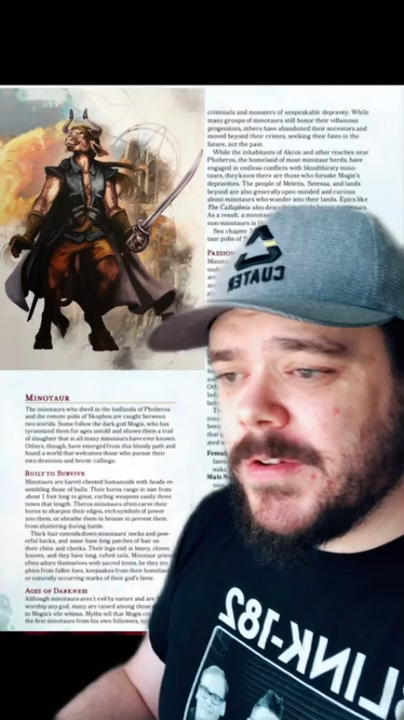 criminals and monsters of unspeakable depravity. While
many groups of minotaurs still honor their villainous
progenitors, others have abandoned their ancestors and
moved beyond their crimes, seeking their fates in the
future, not the past.
While the inhabitants of Akros and other reaches near
Phoberos, the homeland of most minotaur herds, have
engaged in endless conflicts with bloodthirsty mino-
taurs, they know there are those who forsake Mogis's
depravities. The people of Meletis, Setessa, and lands
beyond are also generally open-minded and curious
about minotaurs who wander into their lands. Epics like
The Callapheia also describe
As a result, a minota
non-minotaurs is
See chapter
taur polis of
PASSION
CUATER
MINOTAUR
The minotaurs who dwell in the badlands of Phoberos
and the remote polis of Skophos are caught between
two worlds. Some follow the dark god Mogis, who has
tyrannized them for ages untold and shown them a trail
of slaughter that is all many minotaurs have ever known.
Others, though, have emerged from this bloody path and
found a world that welcomes those who pursue their
own destinies and heroic callings.
BUILT TO SURVIVE
Minotaurs are barrel-chested humanoids with heads re-
sembling those of bulls. Their horns range in size from
about 1 foot long to great, curling weapons easily three
times that length. Theros minotaurs often carve their
horns to sharpen their edges, etch symbols of power
into them, or sheathe them in bronze to prevent them
from shattering during battle.
Thick hair extends down minotaurs' necks and pow-
erful backs, and some have long patches of hair on
their chins and cheeks. Their legs end in heavy, cloven
hooves, and they have long, tufted tails. Minotaur priests
often adorn themselves with sacred items, be they tro-
phies from fallen foes, keepsakes from their homeland
or naturally occurring marks of their god's favor.
AGES OF DARKNESS
Although minotaurs aren't evil by nature and are
worship any god, many are raised among those
to Mogis's vile whims. Myths tell that Mogis
the first minotaurs from his own followers,
BLINK-182